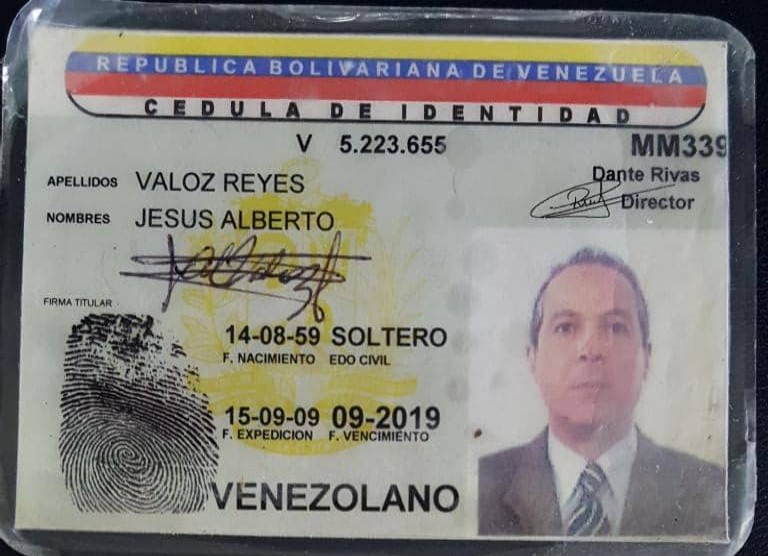 REPUBLICA BOLIVARIANA DE VENEZUELA
CEDULA DE IDENTIDAD
V 5.223.655 MM339
APELLIDOS VALOZ REYES
Dante Rivas
NOMBRES JESUS ALBERTO
Director
FIRMA TITULAR
14-08-59 SOLTERO
F. NACIMIENTO EDO CIVIL
15-09-09 09-2019
F. EXPEDICION F. VENCIMIENTO
VENEZOLANO